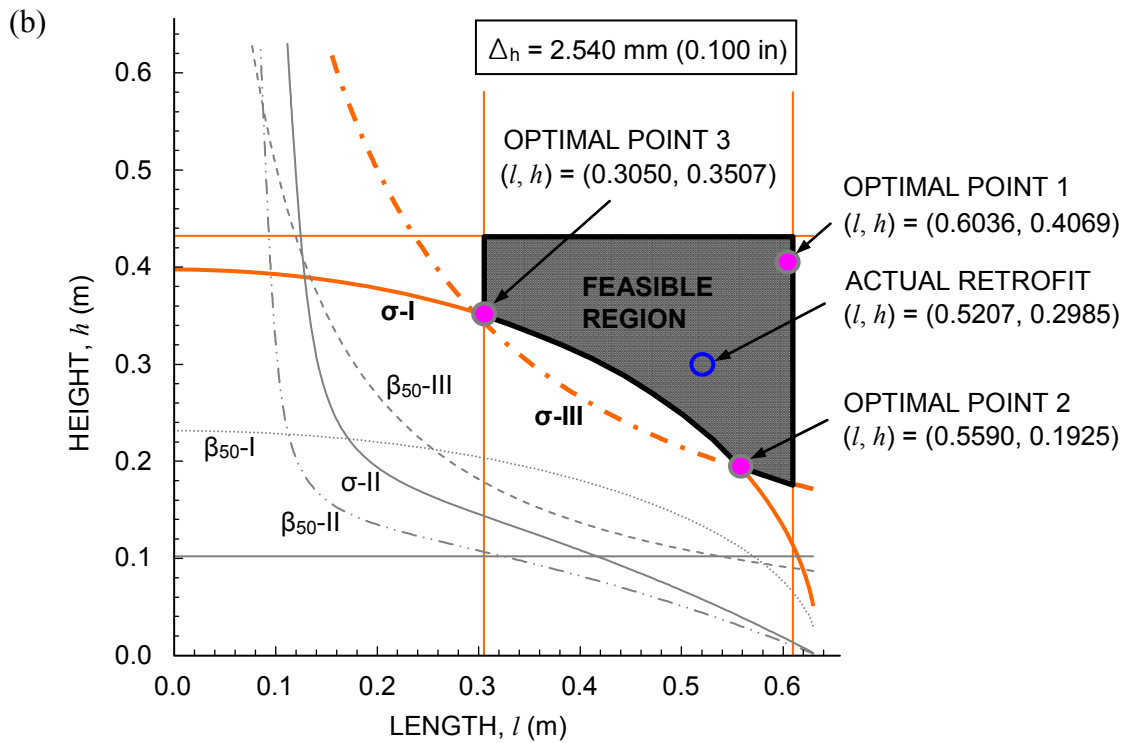 (b)
Δh = 2.540 mm (0.100 in)
0.6
0.5
0.4
0.3
0.2
0.1
0.0
HEIGHT, h (m)
OPTIMAL POINT 3
(l, h) = (0.3050, 0.3507)
OPTIMAL POINT 1
(l, h) = (0.6036, 0.4069)
ACTUAL RETROFIT
(l, h) = (0.5207, 0.2985)
OPTIMAL POINT 2
(l, h) = (0.5590, 0.1925)
FEASIBLE
REGION
σ-I
β50-III
σ-III
β50-I
σ-II
β50-II
0.0 0.1 0.2 0.3 0.4 0.5 0.6
LENGTH, l (m)